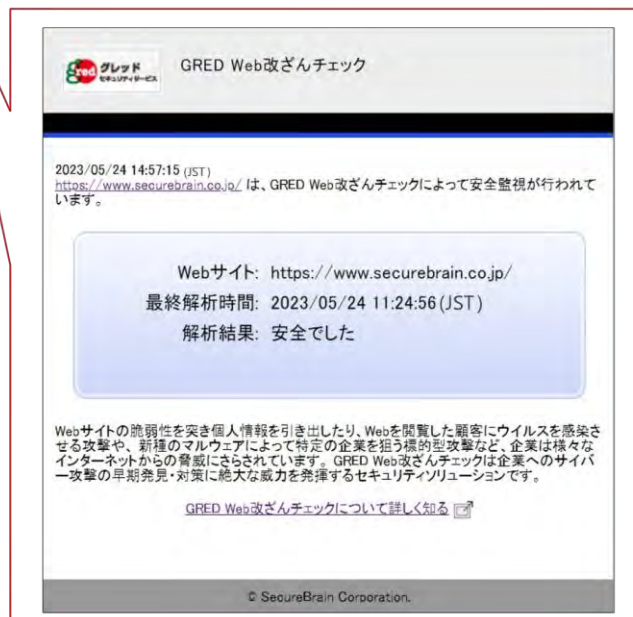 gred グレッド
セキュリティサービス
GRED Web改ざんチェック
2023/05/24 14:57:15 (JST)
https://www.securebrain.co.jp/ は、GRED Web改ざんチェックによって安全監視が行われて
います。
Webサイト: https://www.securebrain.co.jp/
最終解析時間: 2023/05/24 11:24:56(JST)
解析結果: 安全でした
Webサイトの脆弱性を突き個人情報を引き出したり、Webを閲覧した顧客にウイルスを感染さ
せる攻撃や、新種のマルウェアによって特定の企業を狙う標的型攻撃など、企業は様々な
インターネットからの脅威にさらされています。GRED Web改ざんチェックは企業へのサイバ
ー攻撃の早期発見・対策に絶大な威力を発揮するセキュリティソリューションです。
GRED Web改ざんチェックについて詳しく知る
© SecureBrain Corporation.